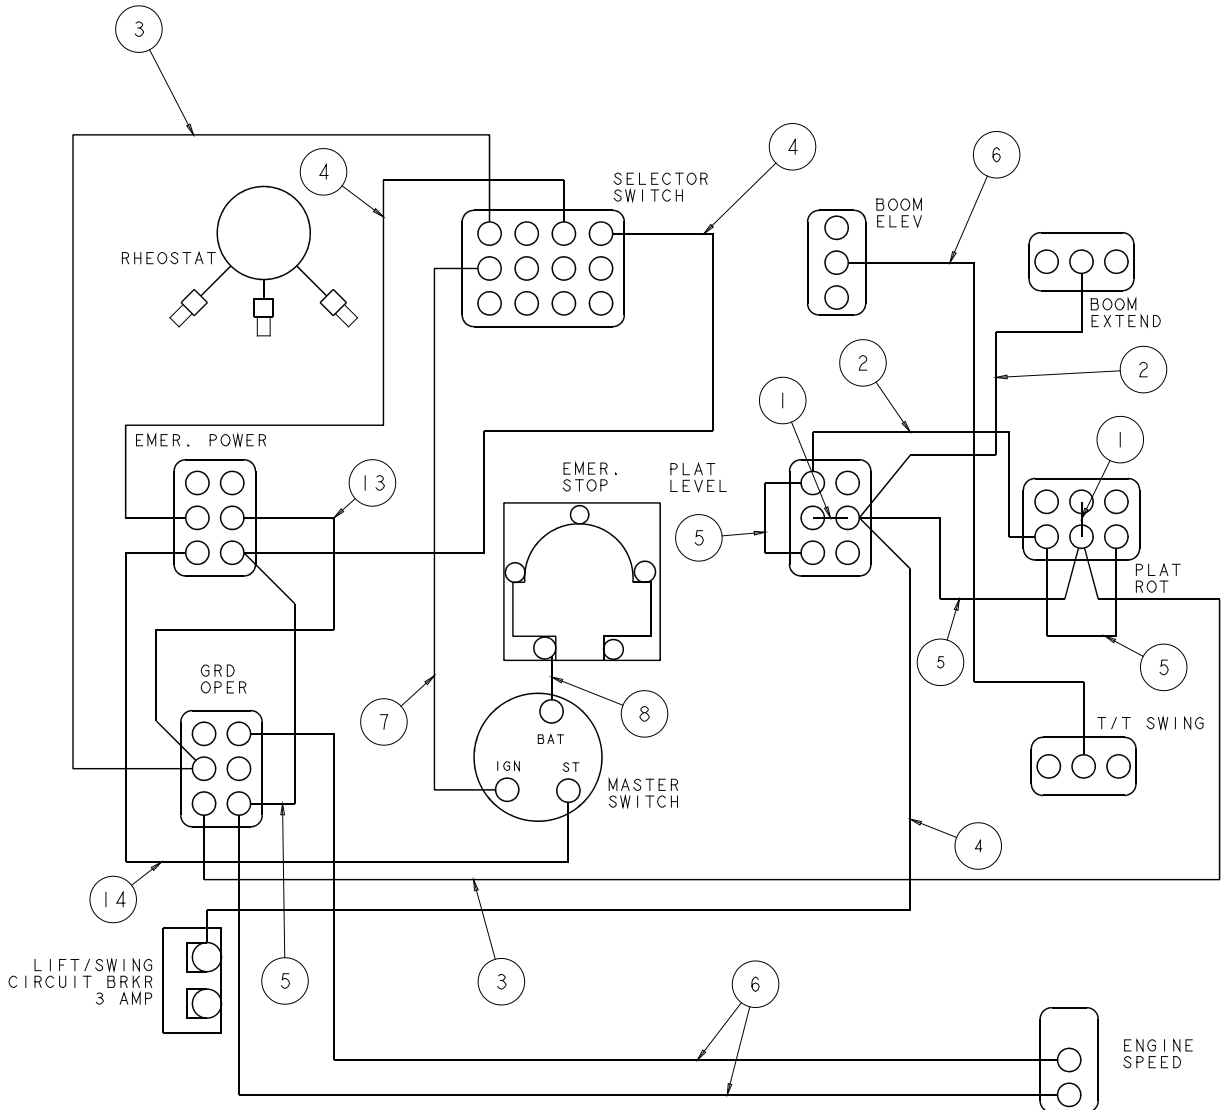 3
4
4
6
SELECTOR
SWITCH
BOOM
ELEV
RHEOSTAT
BOOM
EXTEND
2
2
1
1
EMER. POWER
EMER.
STOP
PLAT
LEVEL
13
5
PLAT
ROT
5
5
GRD
OPER
7
8
BAT
T/T SWING
IGN
ST
MASTER
SWITCH
4
14
LIFT/SWING
CIRCUIT BRKR
3 AMP
5
3
6
ENGINE
SPEED